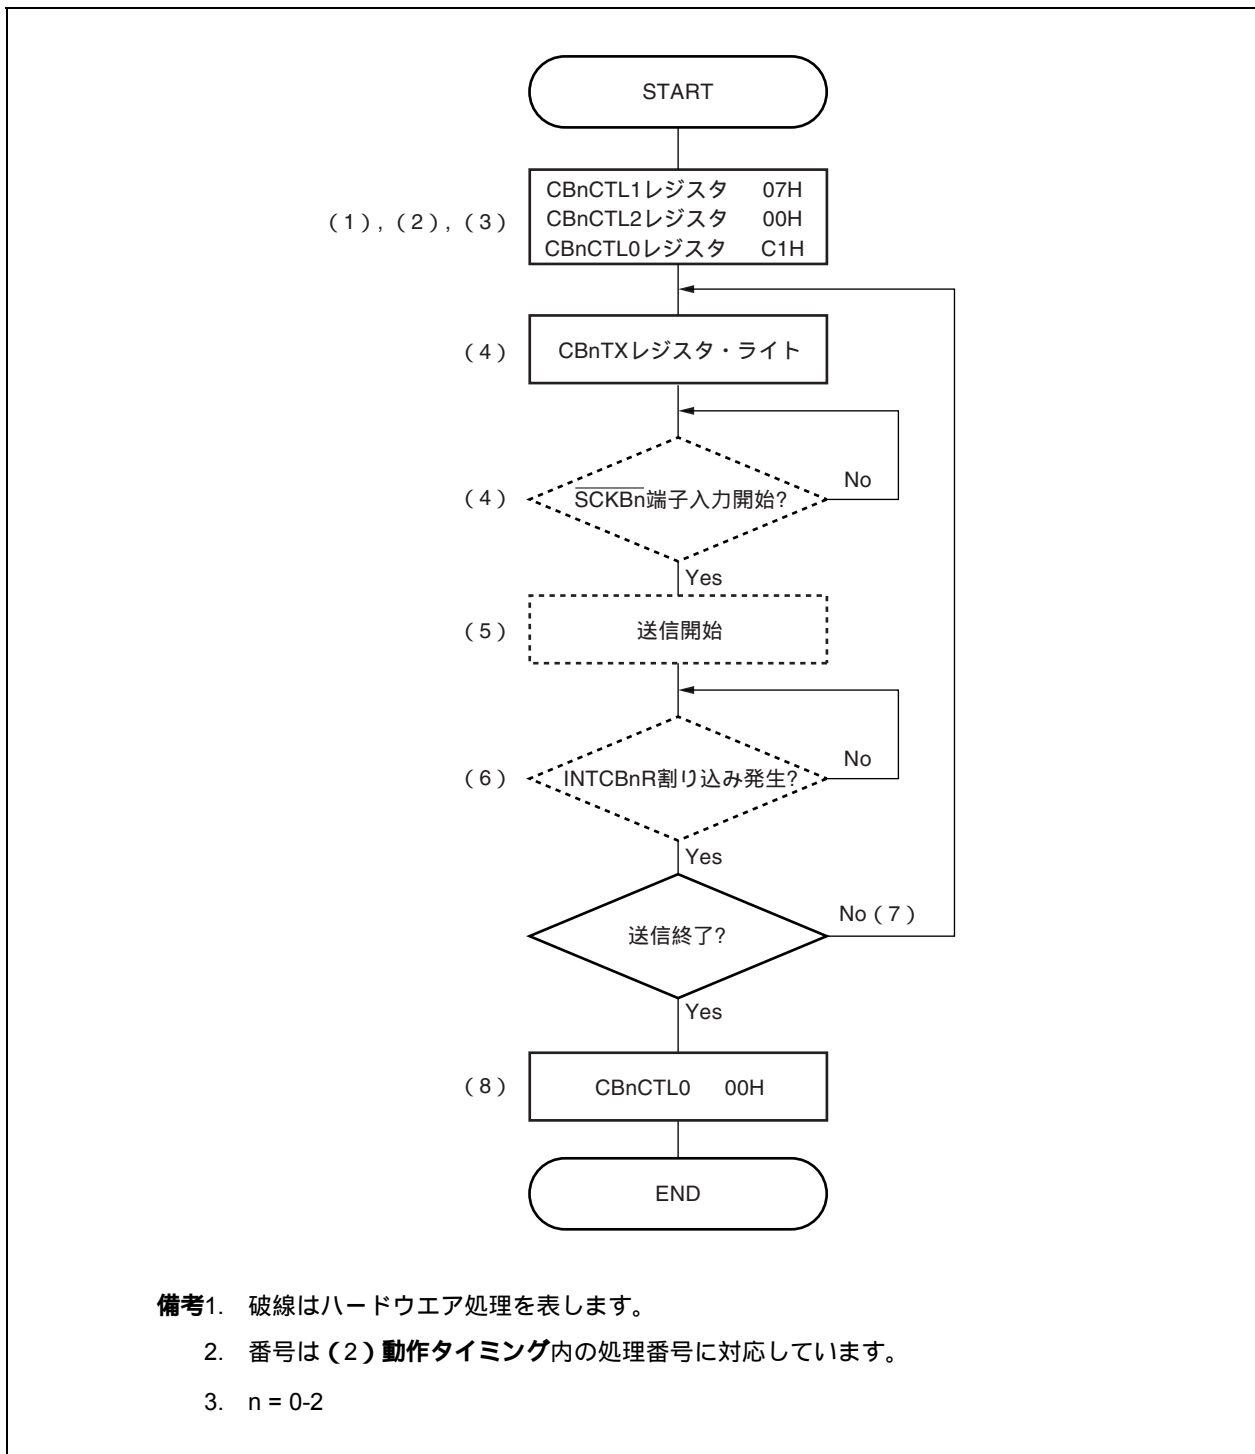 START
CBnCTL1レジスタ 07H
(1), (2), (3) CBnCTL2レジスタ 00H
CBnCTL0レジスタ C1H
(4) CBnTXレジスタ・ライト
(4) SCKBn端子入力開始? No
Yes
(5) 送信開始
(6) INTCBnR割り込み発生? No
Yes
送信終了? No(7)
Yes
(8) CBnCTL0 00H
END
備考1. 破線はハードウエア処理を表します。
2. 番号は(2)動作タイミング内の処理番号に対応しています。
3. n = 0-2